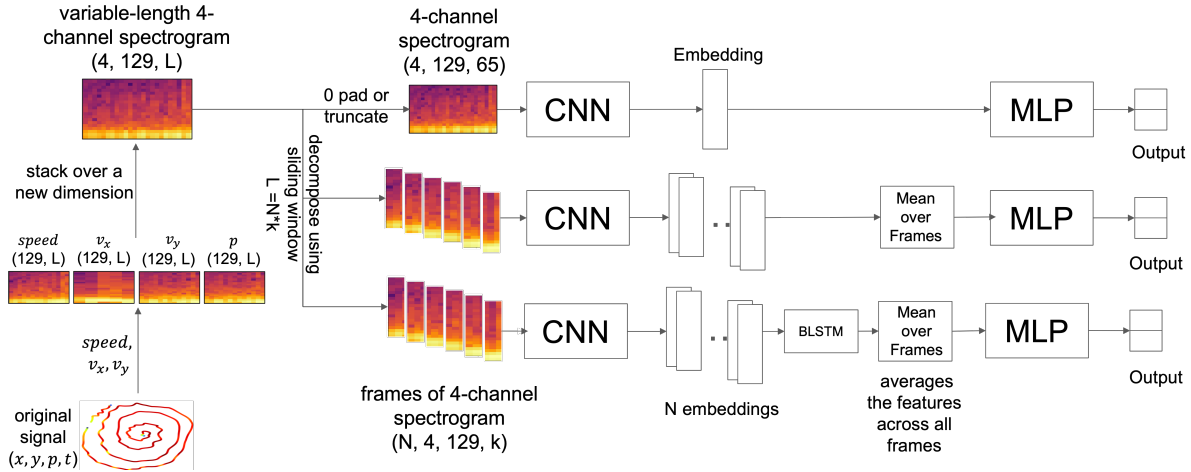 variable-length 4-
channel spectrogram
(4, 129, L)
stack over a
new dimension
speed
(129, L)
v_x
(129, L)
v_y
(129, L)
p
(129, L)
speed,
v_x, v_y
original
signal
(x, y, p, t)
0 pad or
truncate
decompose using
sliding window
L =N*k
4-channel
spectrogram
(4, 129, 65)
CNN
Embedding
MLP
Output
CNN
..
Mean
over
Frames
MLP
Output
CNN
..
BLSTM
Mean
over
Frames
MLP
Output
frames of 4-channel
spectrogram
(N, 4, 129, k)
N embeddings
averages
the features
across all
frames